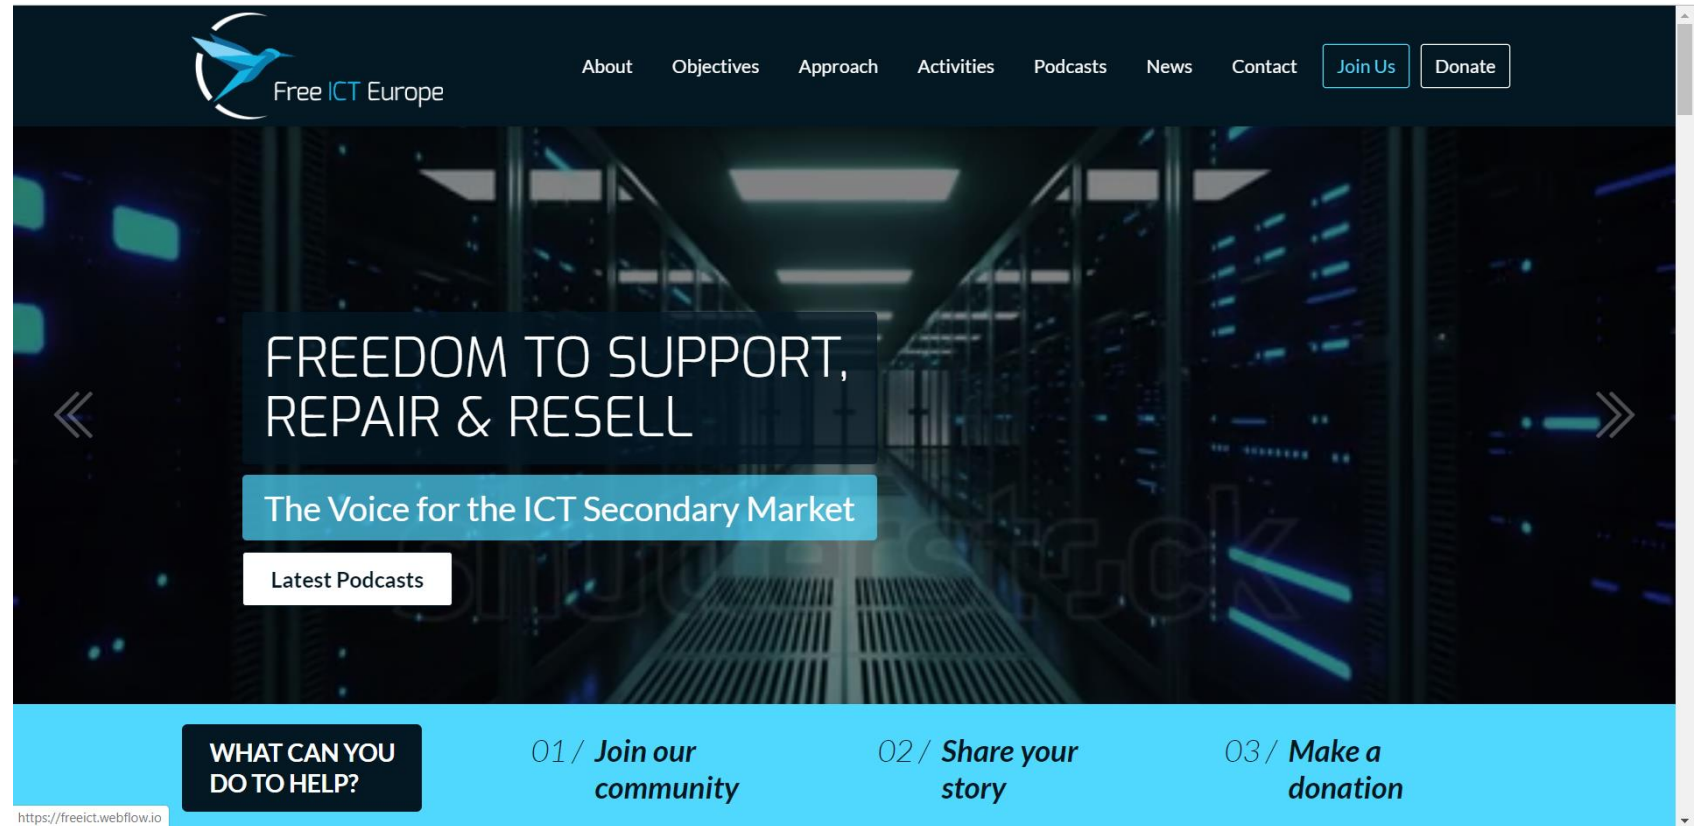 Free ICT Europe
About Objectives Approach Activities Podcasts News Contact Join Us Donate
FREEDOM TO SUPPORT,
REPAIR & RESELL
The Voice for the ICT Secondary Market
Latest Podcasts
shutterstock
WHAT CAN YOU
DO TO HELP?
01 / Join our
community
02 / Share your
story
03 / Make a
donation
https://freeict.webflow.io